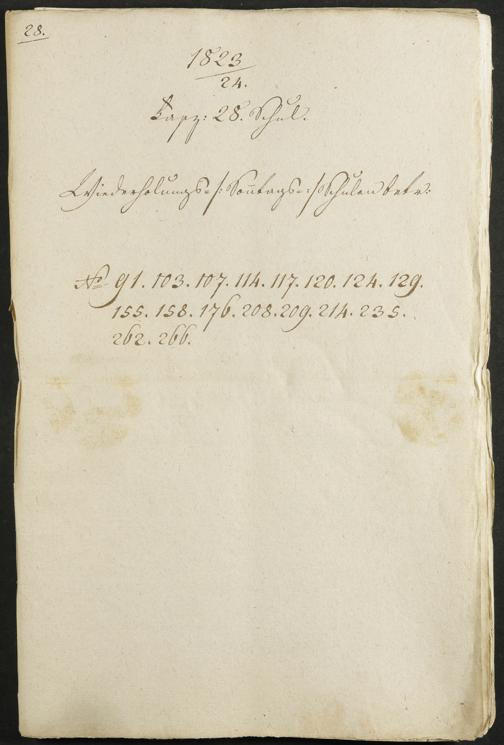 28.
1823
24.
Fasz: 28. Schul.
Wiederholungs-/:Sontags-:/Schulen betr:
No 91. 103. 107. 114. 117. 120. 124. 129.
155. 158. 176. 208. 209. 214. 235.
262. 266.